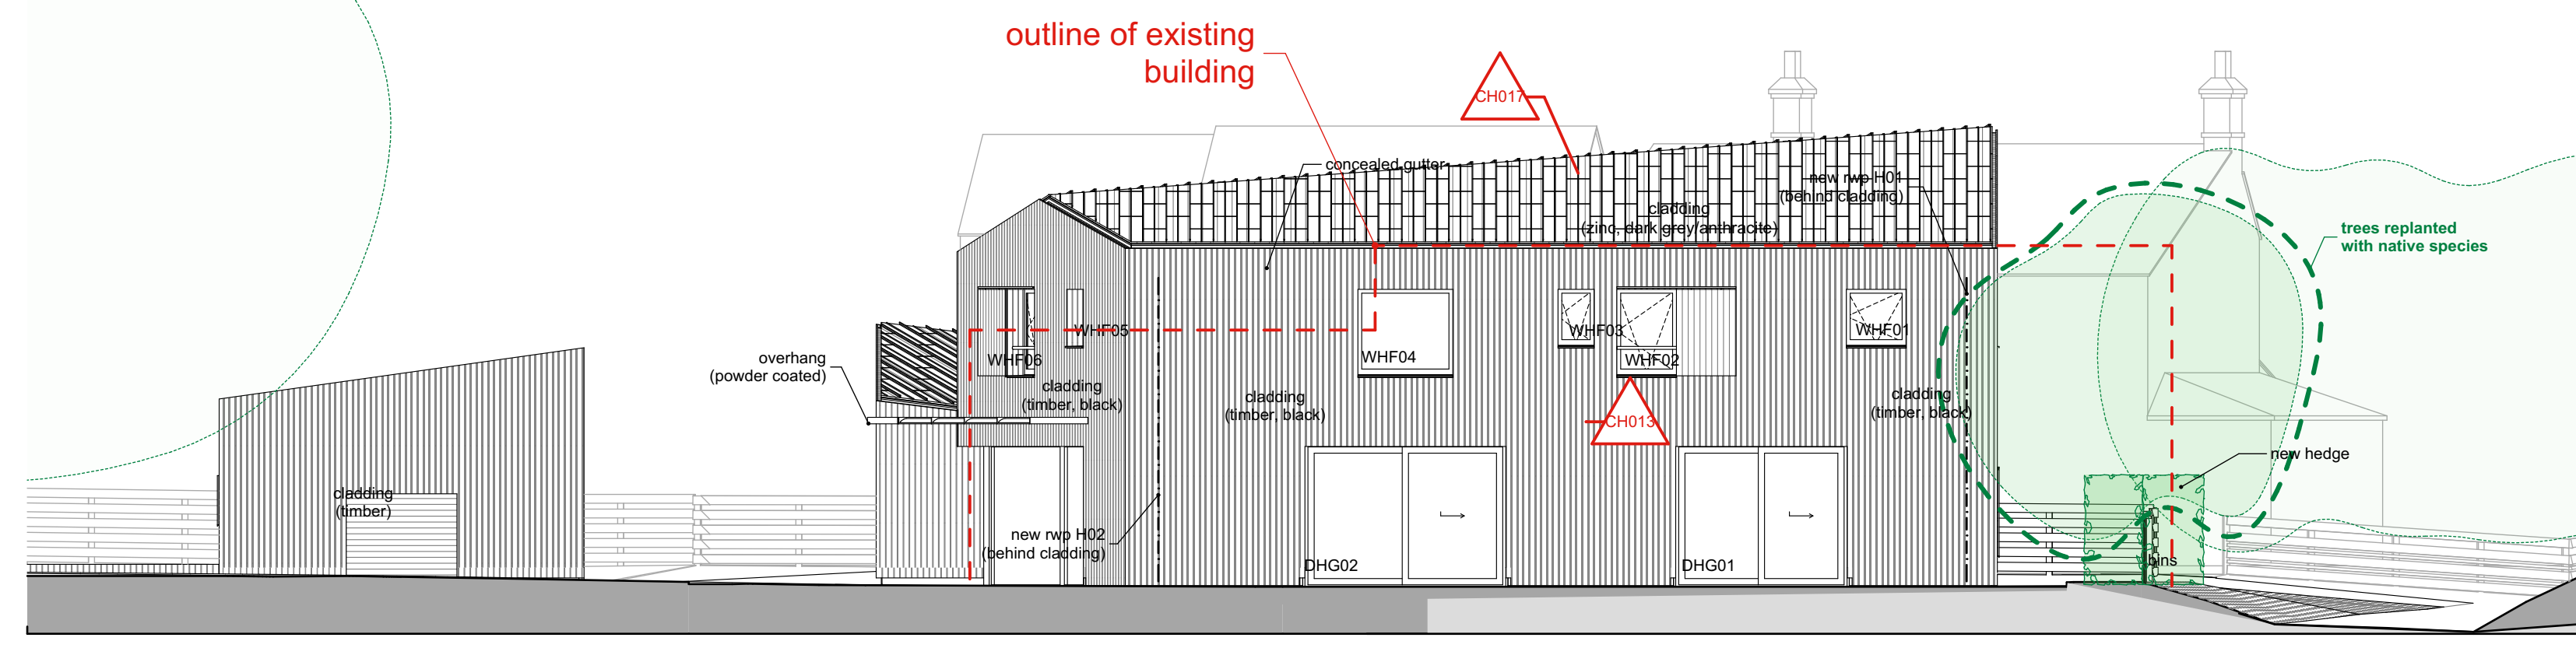 outline of existing
building
CH017
concealed gutter
new rwp H01
(behind cladding)
cladding
(zinc, dark grey/anthracite)
trees replanted
with native species
WHF05
WHF03
WHF01
WHF06
WHF04
WHF02
overhang
(powder coated)
cladding
(timber, black)
cladding
(timber, black)
cladding
(timber, black)
CH013
new hedge
cladding
(timber)
new rwp H02
(behind cladding)
DHG02
DHG01
bins